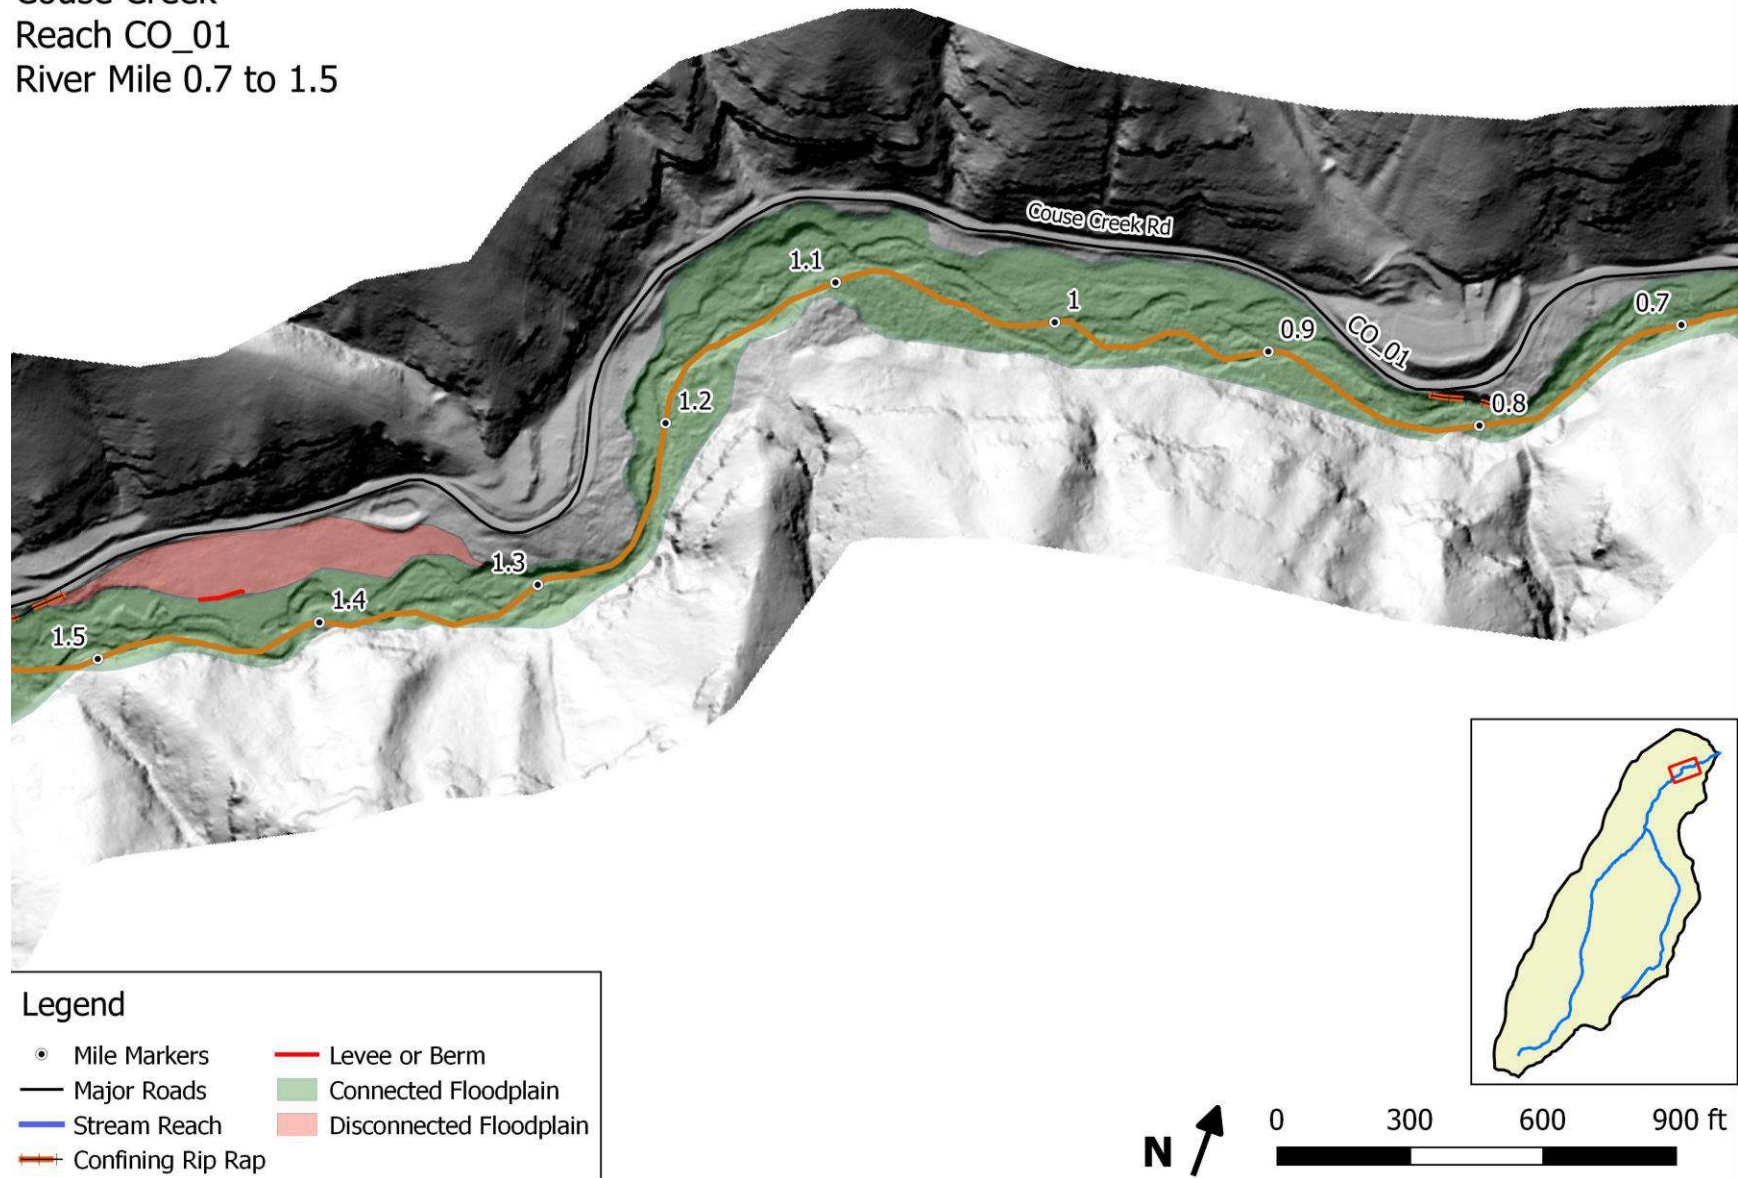 Couse Creek
Reach CO_01
River Mile 0.7 to 1.5
Couse Creek Rd
1.1
1
0.9
CO_01
0.7
1.2
0.8
1.3
1.4
1.5
Legend
Mile Markers
Major Roads
Stream Reach
Confining Rip Rap
Levee or Berm
Connected Floodplain
Disconnected Floodplain
N
0 300 600 900 ft